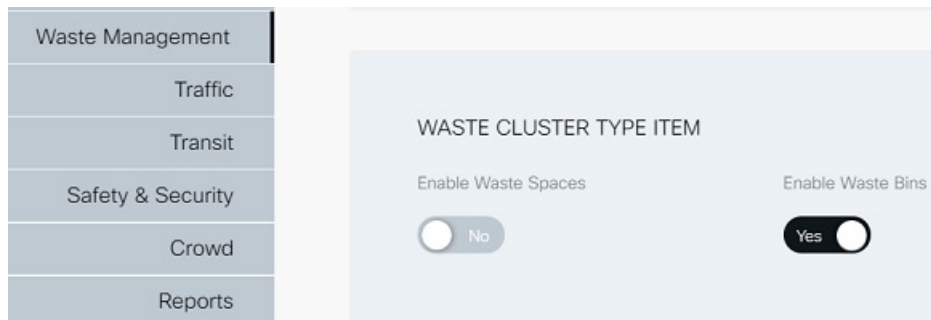 Waste Management
Traffic
Transit
Safety & Security
Crowd
Reports
WASTE CLUSTER TYPE ITEM
Enable Waste Spaces
Enable Waste Bins
No
Yes